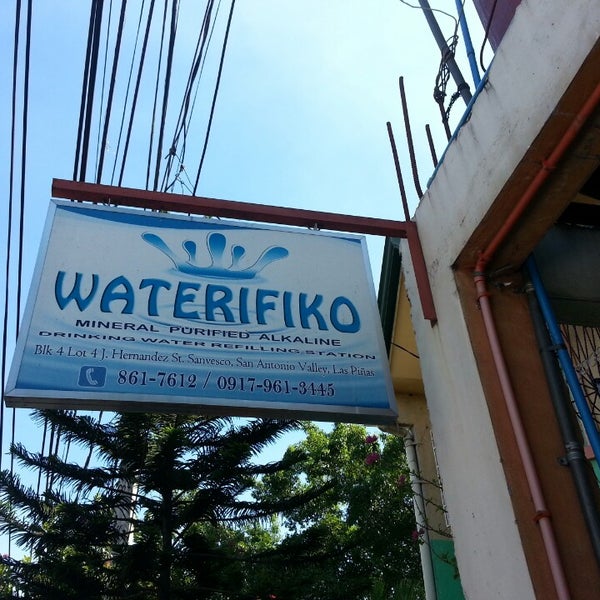 WATERIFIKO
MINERAL PURIFIED ALKALINE
DRINKING WATER REFILLING STATION
Blk 4 Lot 4 J. Hernandez St. Sanvesco, San Antonio Valley, Las Piñas
861-7612 / 0917-961-3445